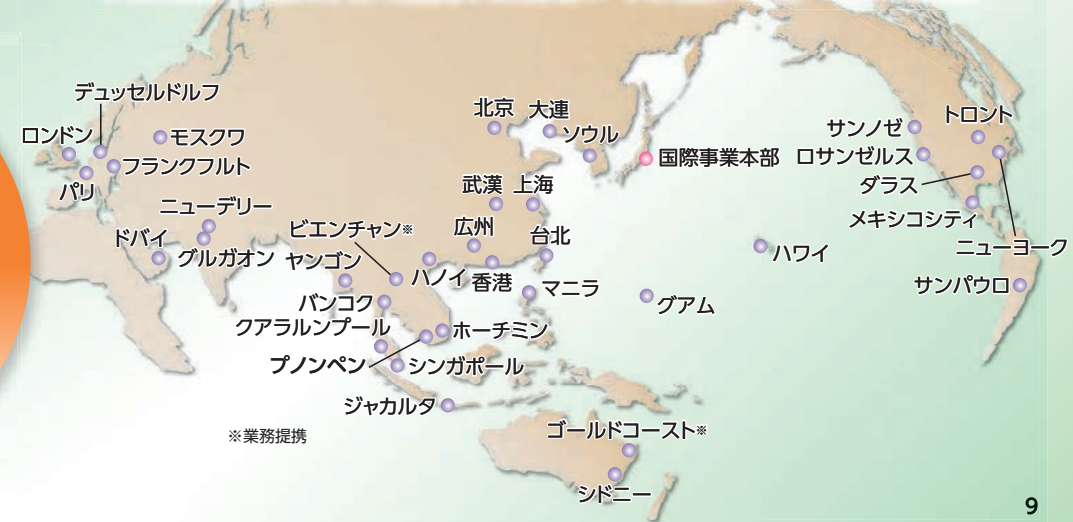 デュッセルドルフ
ロンドン
モスクワ
フランクフルト
パリ
ニューデリー
ドバイ
グルガオン
北京
大連
ソウル
国際事業本部
武漢
上海
ビエンチャン※
広州
台北
ヤンゴン
ハノイ
香港
マニラ
バンコク
クアラルンプール
ホーチミン
プノンペン
シンガポール
ジャカルタ
グアム
ハワイ
サンノゼ
トロント
ロサンゼルス
ダラス
メキシコシティ
ニューヨーク
サンパウロ
ゴールドコースト※
シドニー
※業務提携
9